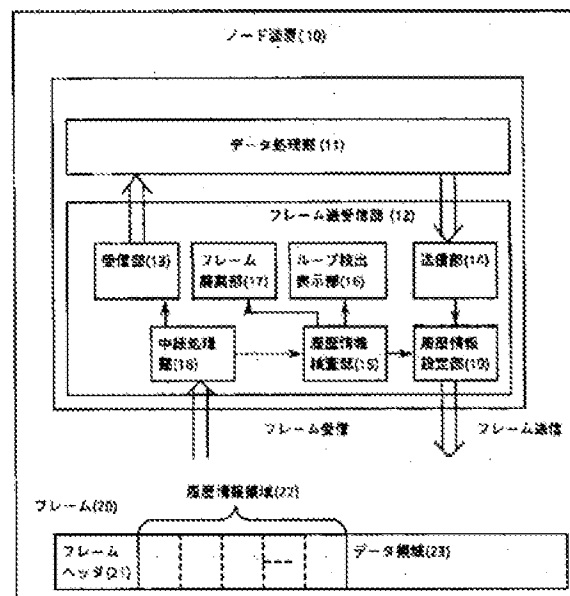 ノード装置(10)
データ処理部(11)
フレーム送受信部(12)
受信部(13)
フレーム
廃棄部(17)
ループ検出
表示部(16)
送信部(14)
中継処理
部(18)
履歴情報
検査部(15)
履歴情報
設定部(19)
フレーム受信
フレーム送信
履歴情報領域(22)
フレーム(20)
フレーム
ヘッダ(21)
データ領域(23)